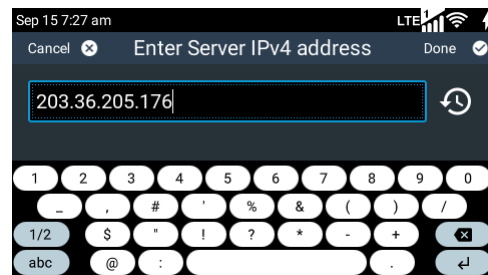 Sep 15 7:27 am LTE 1
Cancel Enter Server IPv4 address Done
203.36.205.176
1 2 3 4 5 6 7 8 9 0
_ , # ' % & ( ) /
1/2 $ " ! ? * - +
abc @ : .